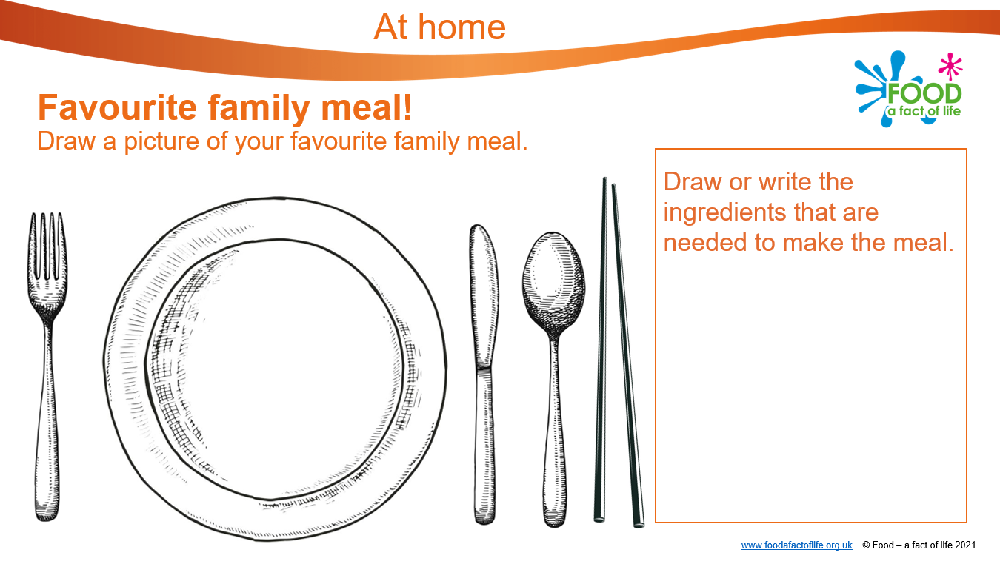 At home
FOOD
a fact of life
Favourite family meal!
Draw a picture of your favourite family meal.
Draw or write the
ingredients that are
needed to make the meal.
www.foodafactoflife.org.uk © Food – a fact of life 2021